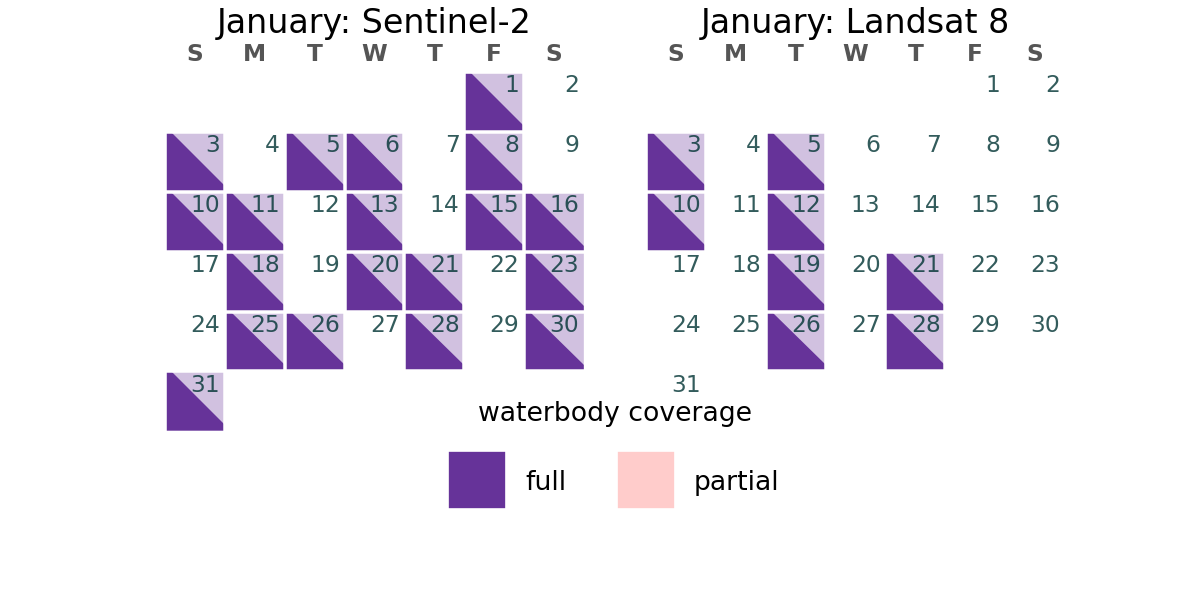 January: Sentinel-2
S M T W T F S
1 2
3 4 5 6 7 8 9
10 11 12 13 14 15 16
17 18 19 20 21 22 23
24 25 26 27 28 29 30
31
January: Landsat 8
S M T W T F S
1 2
3 4 5 6 7 8 9
10 11 12 13 14 15 16
17 18 19 20 21 22 23
24 25 26 27 28 29 30
31
waterbody coverage
full partial